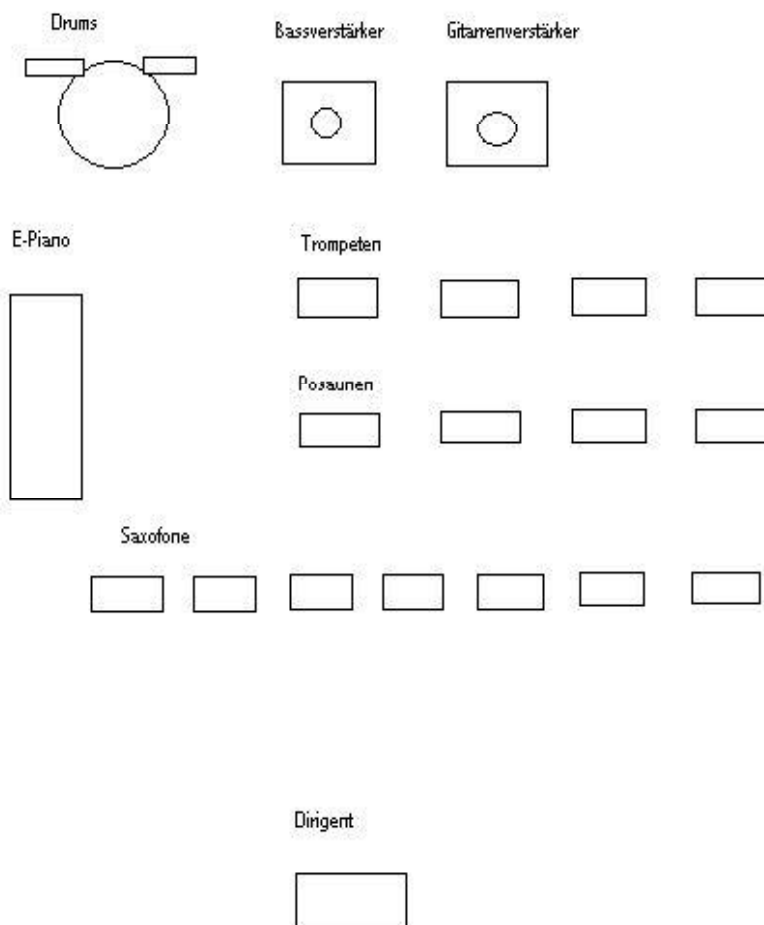 Drums
Bassverstärker
Gitarrenverstärker
E-Piano
Trompeten
Posaunen
Saxofone
Dirigent